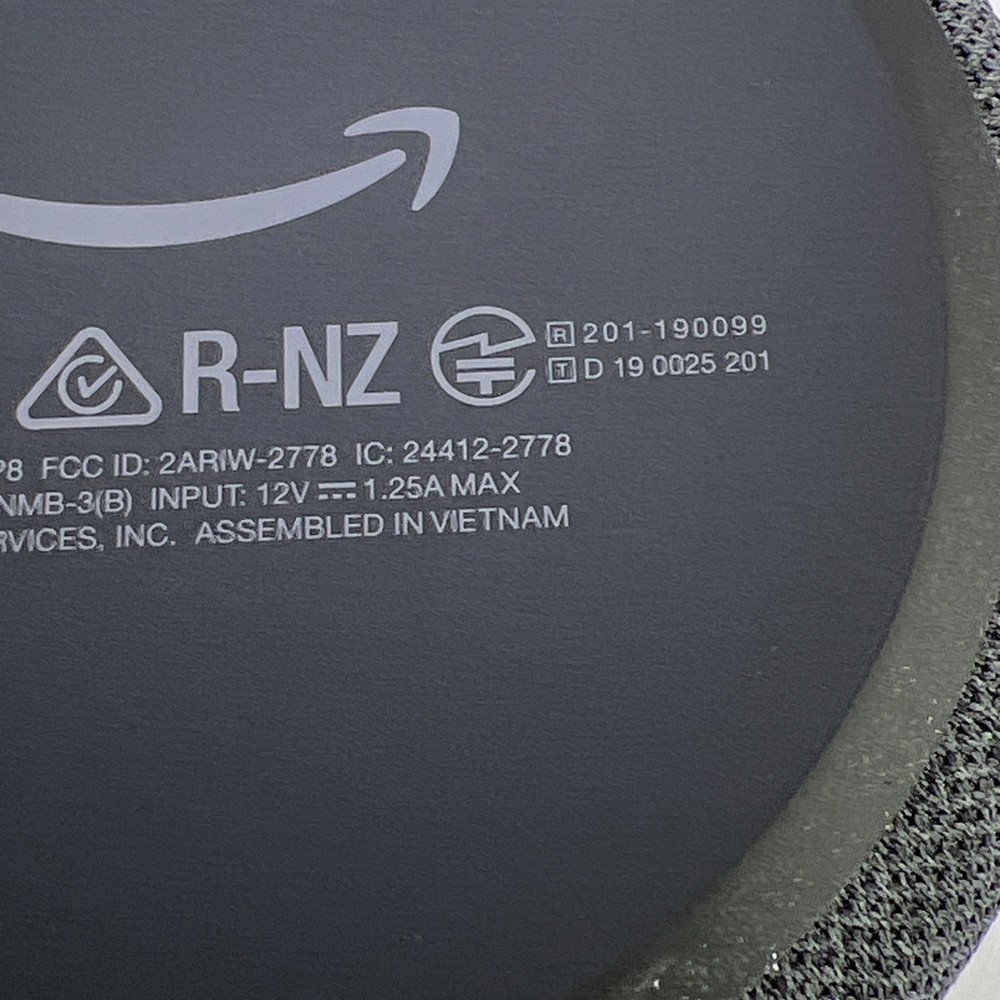 R-NZ
R 201-190099
T D 19 0025 201
P8 FCC ID: 2ARIW-2778 IC: 24412-2778
NMB-3(B) INPUT: 12V ⎓ 1.25A MAX
RVICES, INC. ASSEMBLED IN VIETNAM